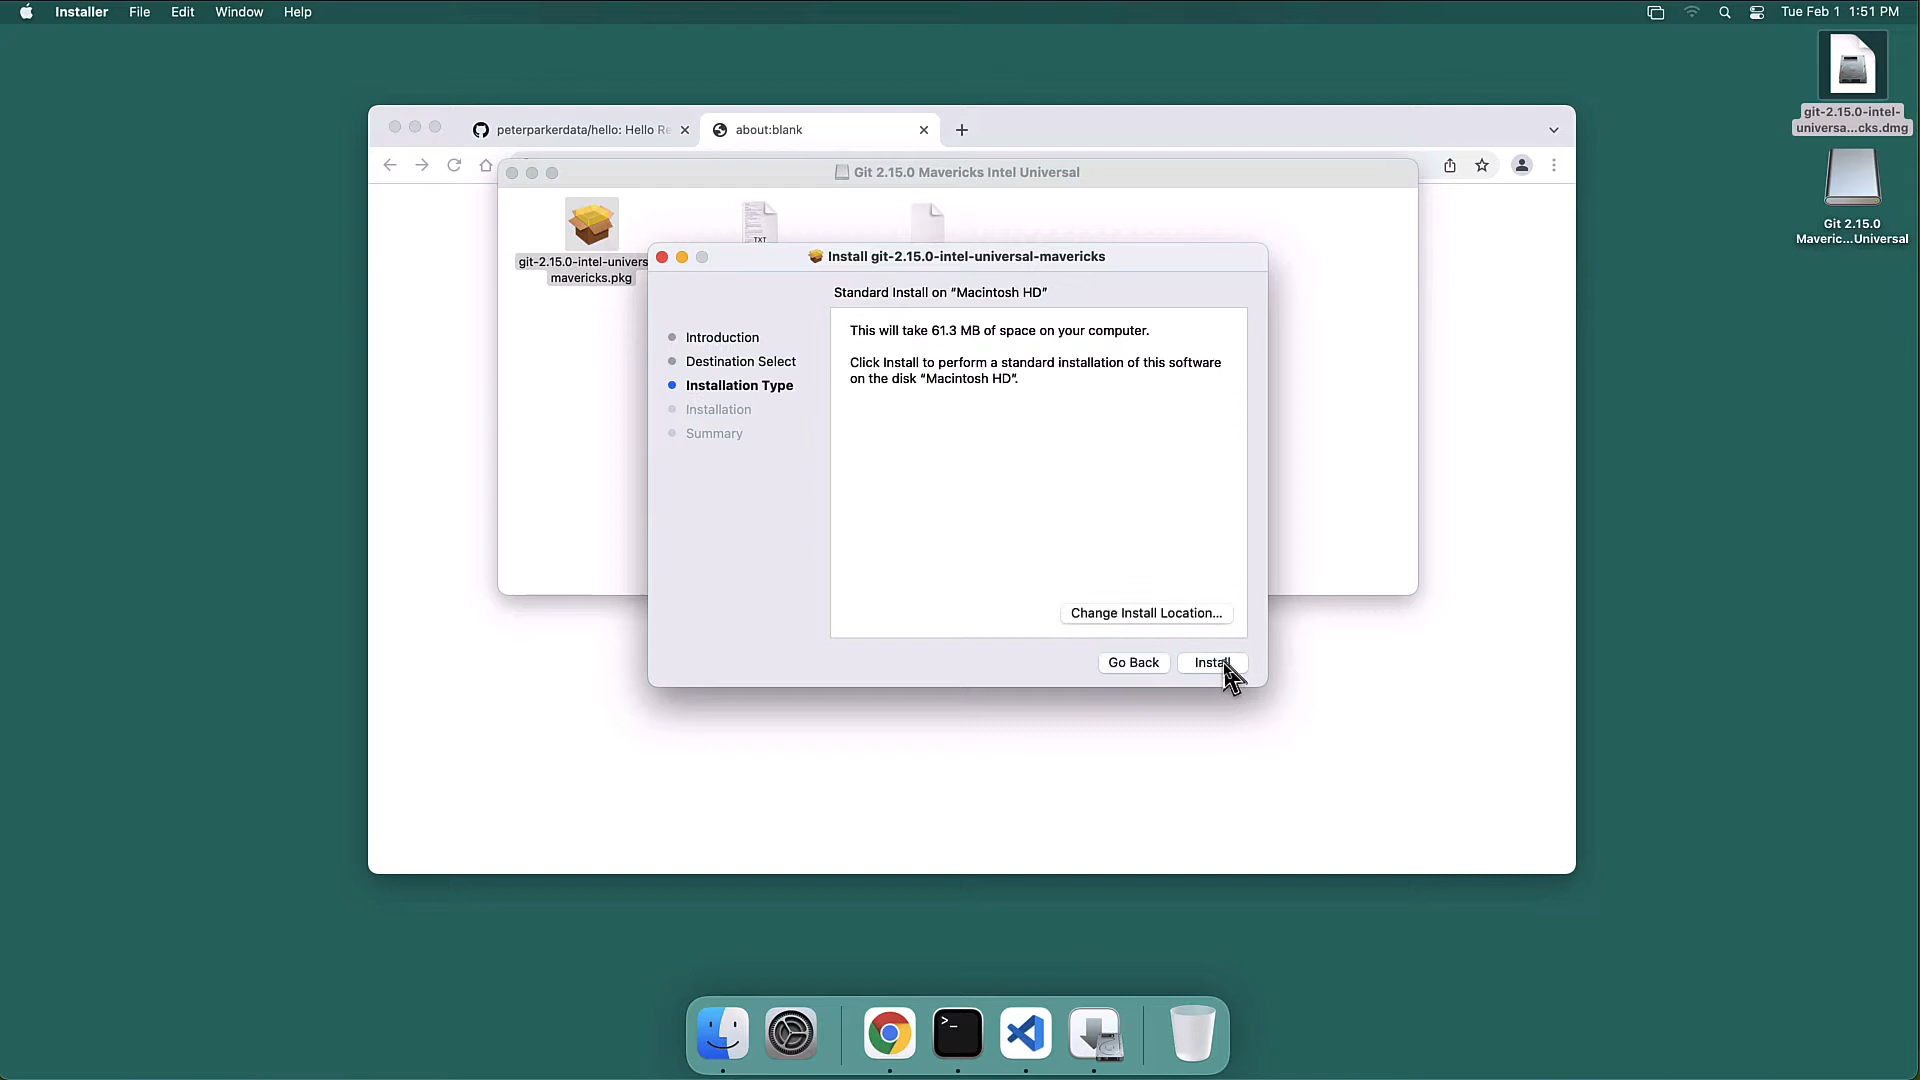 Installer File Edit Window Help
Tue Feb 1 1:51 PM
git-2.15.0-intel-
universa...cks.dmg
Git 2.15.0
Maveric...Universal
peterparkerdata/hello: Hello Re
about:blank
Git 2.15.0 Mavericks Intel Universal
TXT
git-2.15.0-intel-univers
mavericks.pkg
Install git-2.15.0-intel-universal-mavericks
Standard Install on “Macintosh HD”
Introduction
Destination Select
Installation Type
Installation
Summary
This will take 61.3 MB of space on your computer.
Click Install to perform a standard installation of this software
on the disk “Macintosh HD”.
Change Install Location...
Go Back
Install
>_